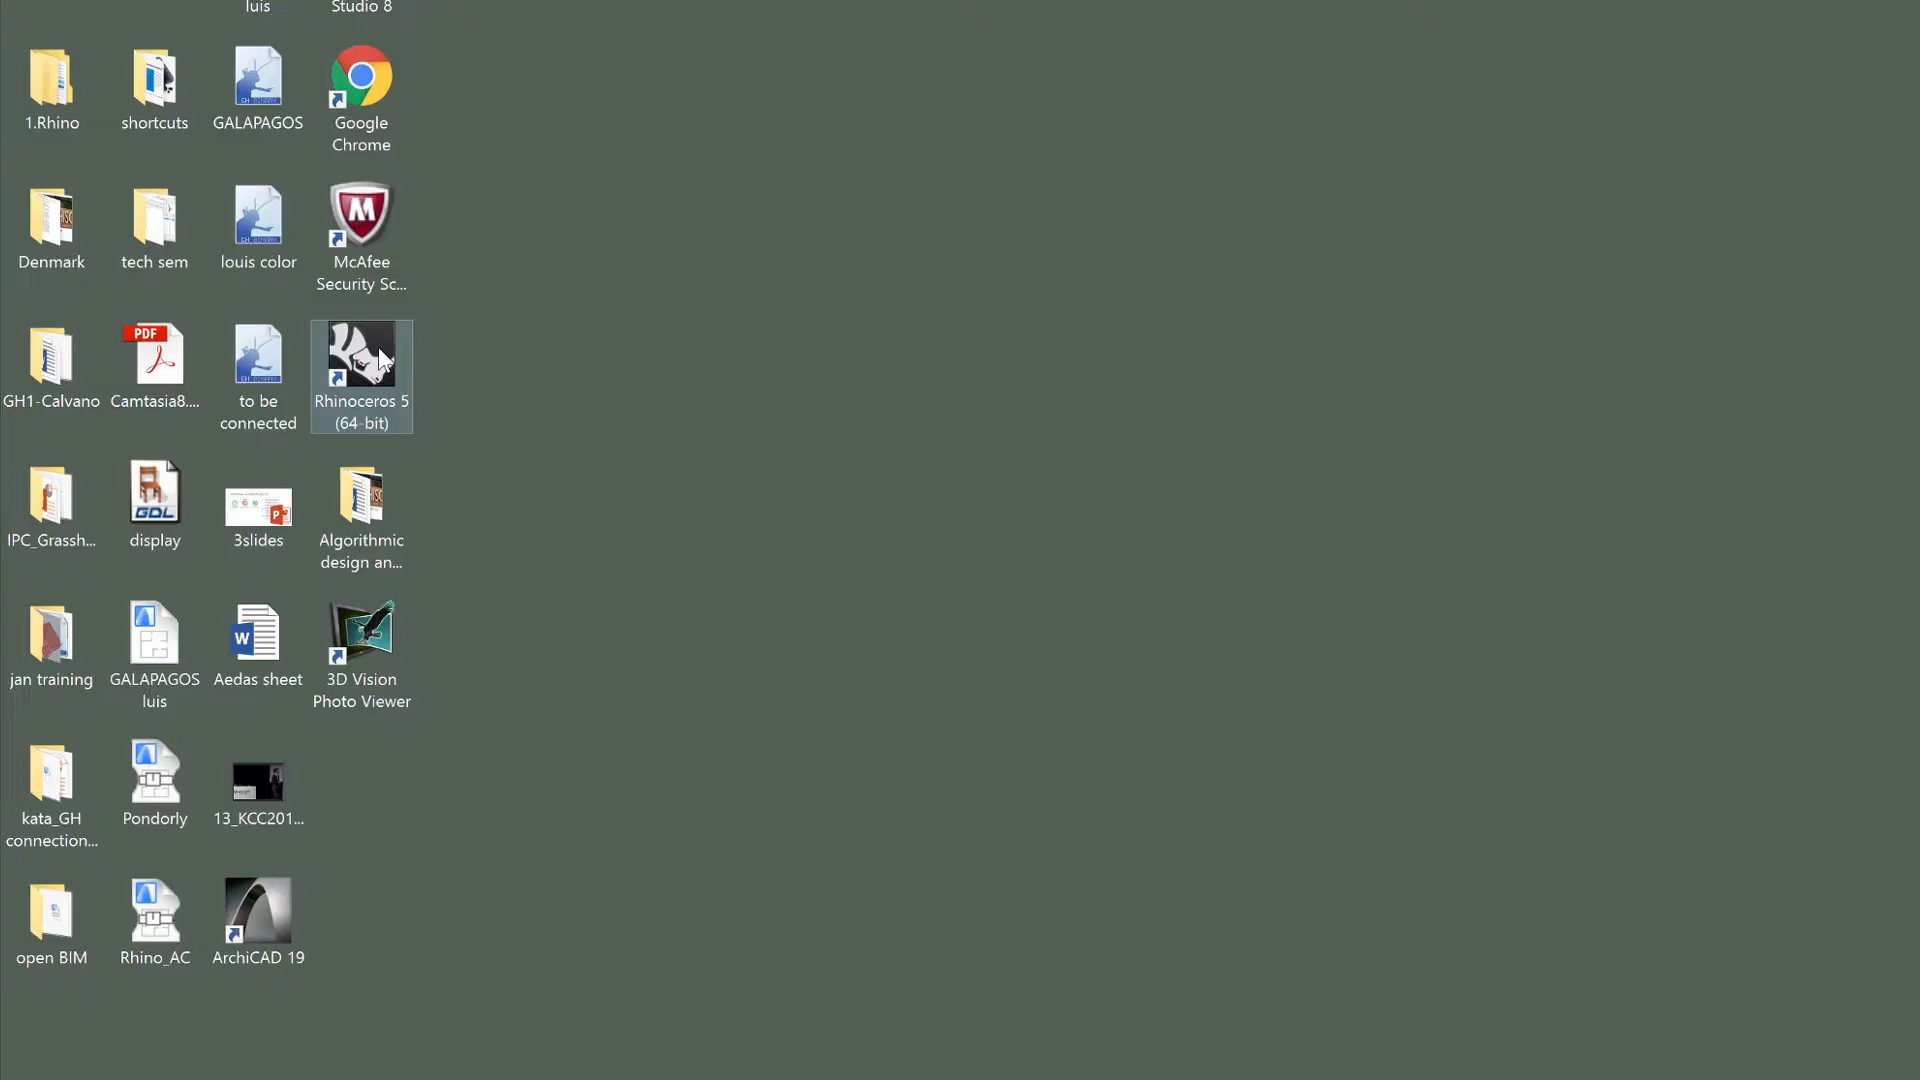 luis
Studio 8
1.Rhino
shortcuts
GALAPAGOS
Google
Chrome
Denmark
tech sem
louis color
McAfee
Security Sc...
GH1-Calvano
PDF
Camtasia8....
to be
connected
Rhinoceros 5
(64-bit)
IPC_Grassh...
GDL
display
3slides
Algorithmic
design an...
jan training
GALAPAGOS
luis
W
Aedas sheet
3D Vision
Photo Viewer
kata_GH
connection...
Pondorly
13_KCC201...
open BIM
Rhino_AC
ArchiCAD 19